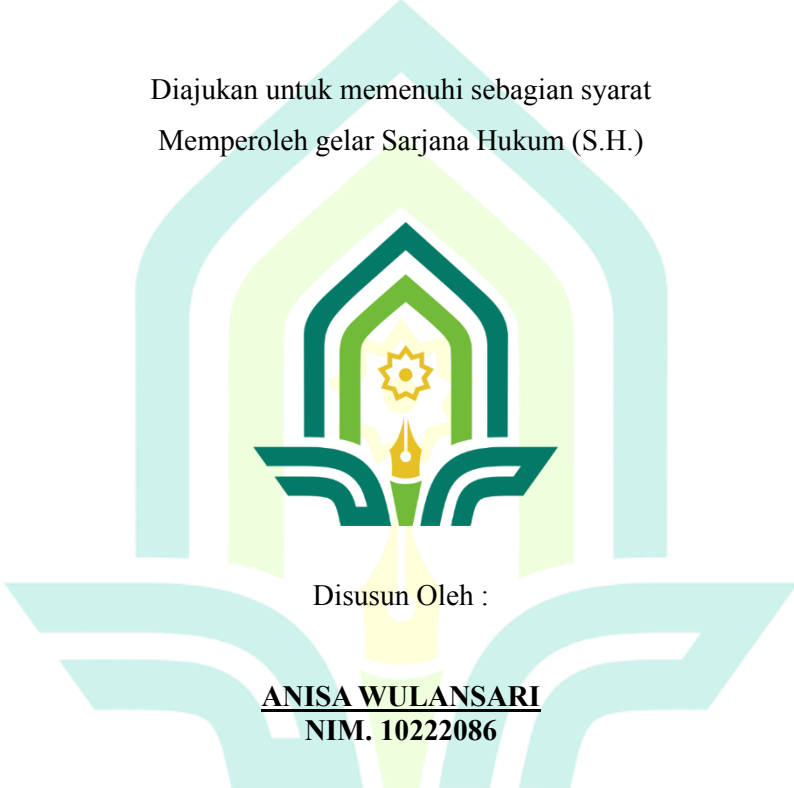 Diajukan untuk memenuhi sebagian syarat
Memperoleh gelar Sarjana Hukum (S.H.)
Disusun Oleh :
ANISA WULANSARI
NIM. 10222086